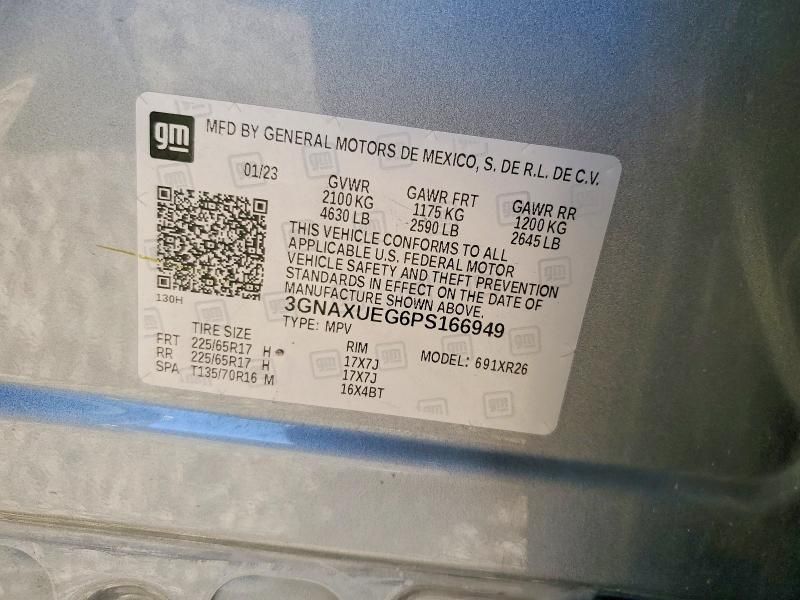 gm MFD BY GENERAL MOTORS DE MEXICO, S. DE R.L. DE C.V.
01/23
GVWR GAWR FRT GAWR RR
2100 KG 1175 KG 1200 KG
4630 LB 2590 LB 2645 LB
THIS VEHICLE CONFORMS TO ALL
APPLICABLE U.S. FEDERAL MOTOR
VEHICLE SAFETY AND THEFT PREVENTION
STANDARDS IN EFFECT ON THE DATE OF
MANUFACTURE SHOWN ABOVE.
130H
3GNAXUEG6PS166949
TYPE: MPV MODEL: 691XR26
TIRE SIZE RIM
FRT 225/65R17 H 17X7J
RR 225/65R17 H 17X7J
SPA T135/70R16 M 16X4BT